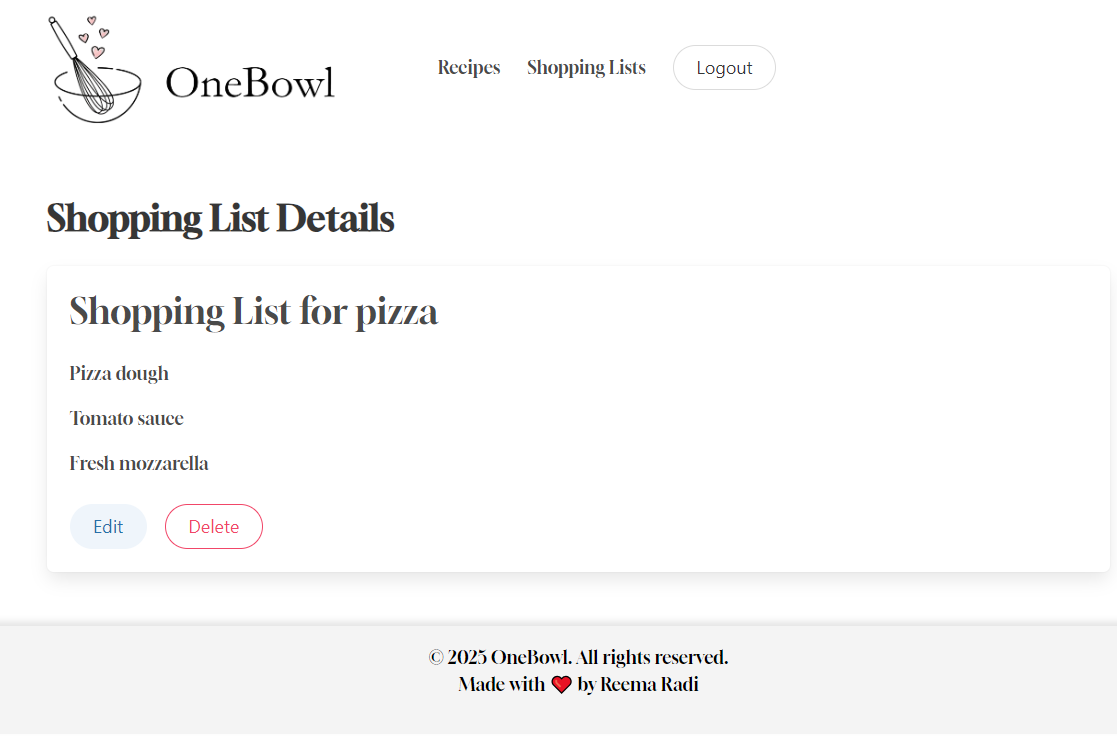 OneBowl
Recipes Shopping Lists Logout
Shopping List Details
Shopping List for pizza
Pizza dough
Tomato sauce
Fresh mozzarella
Edit Delete
© 2025 OneBowl. All rights reserved.
Made with ❤ by Reema Radi